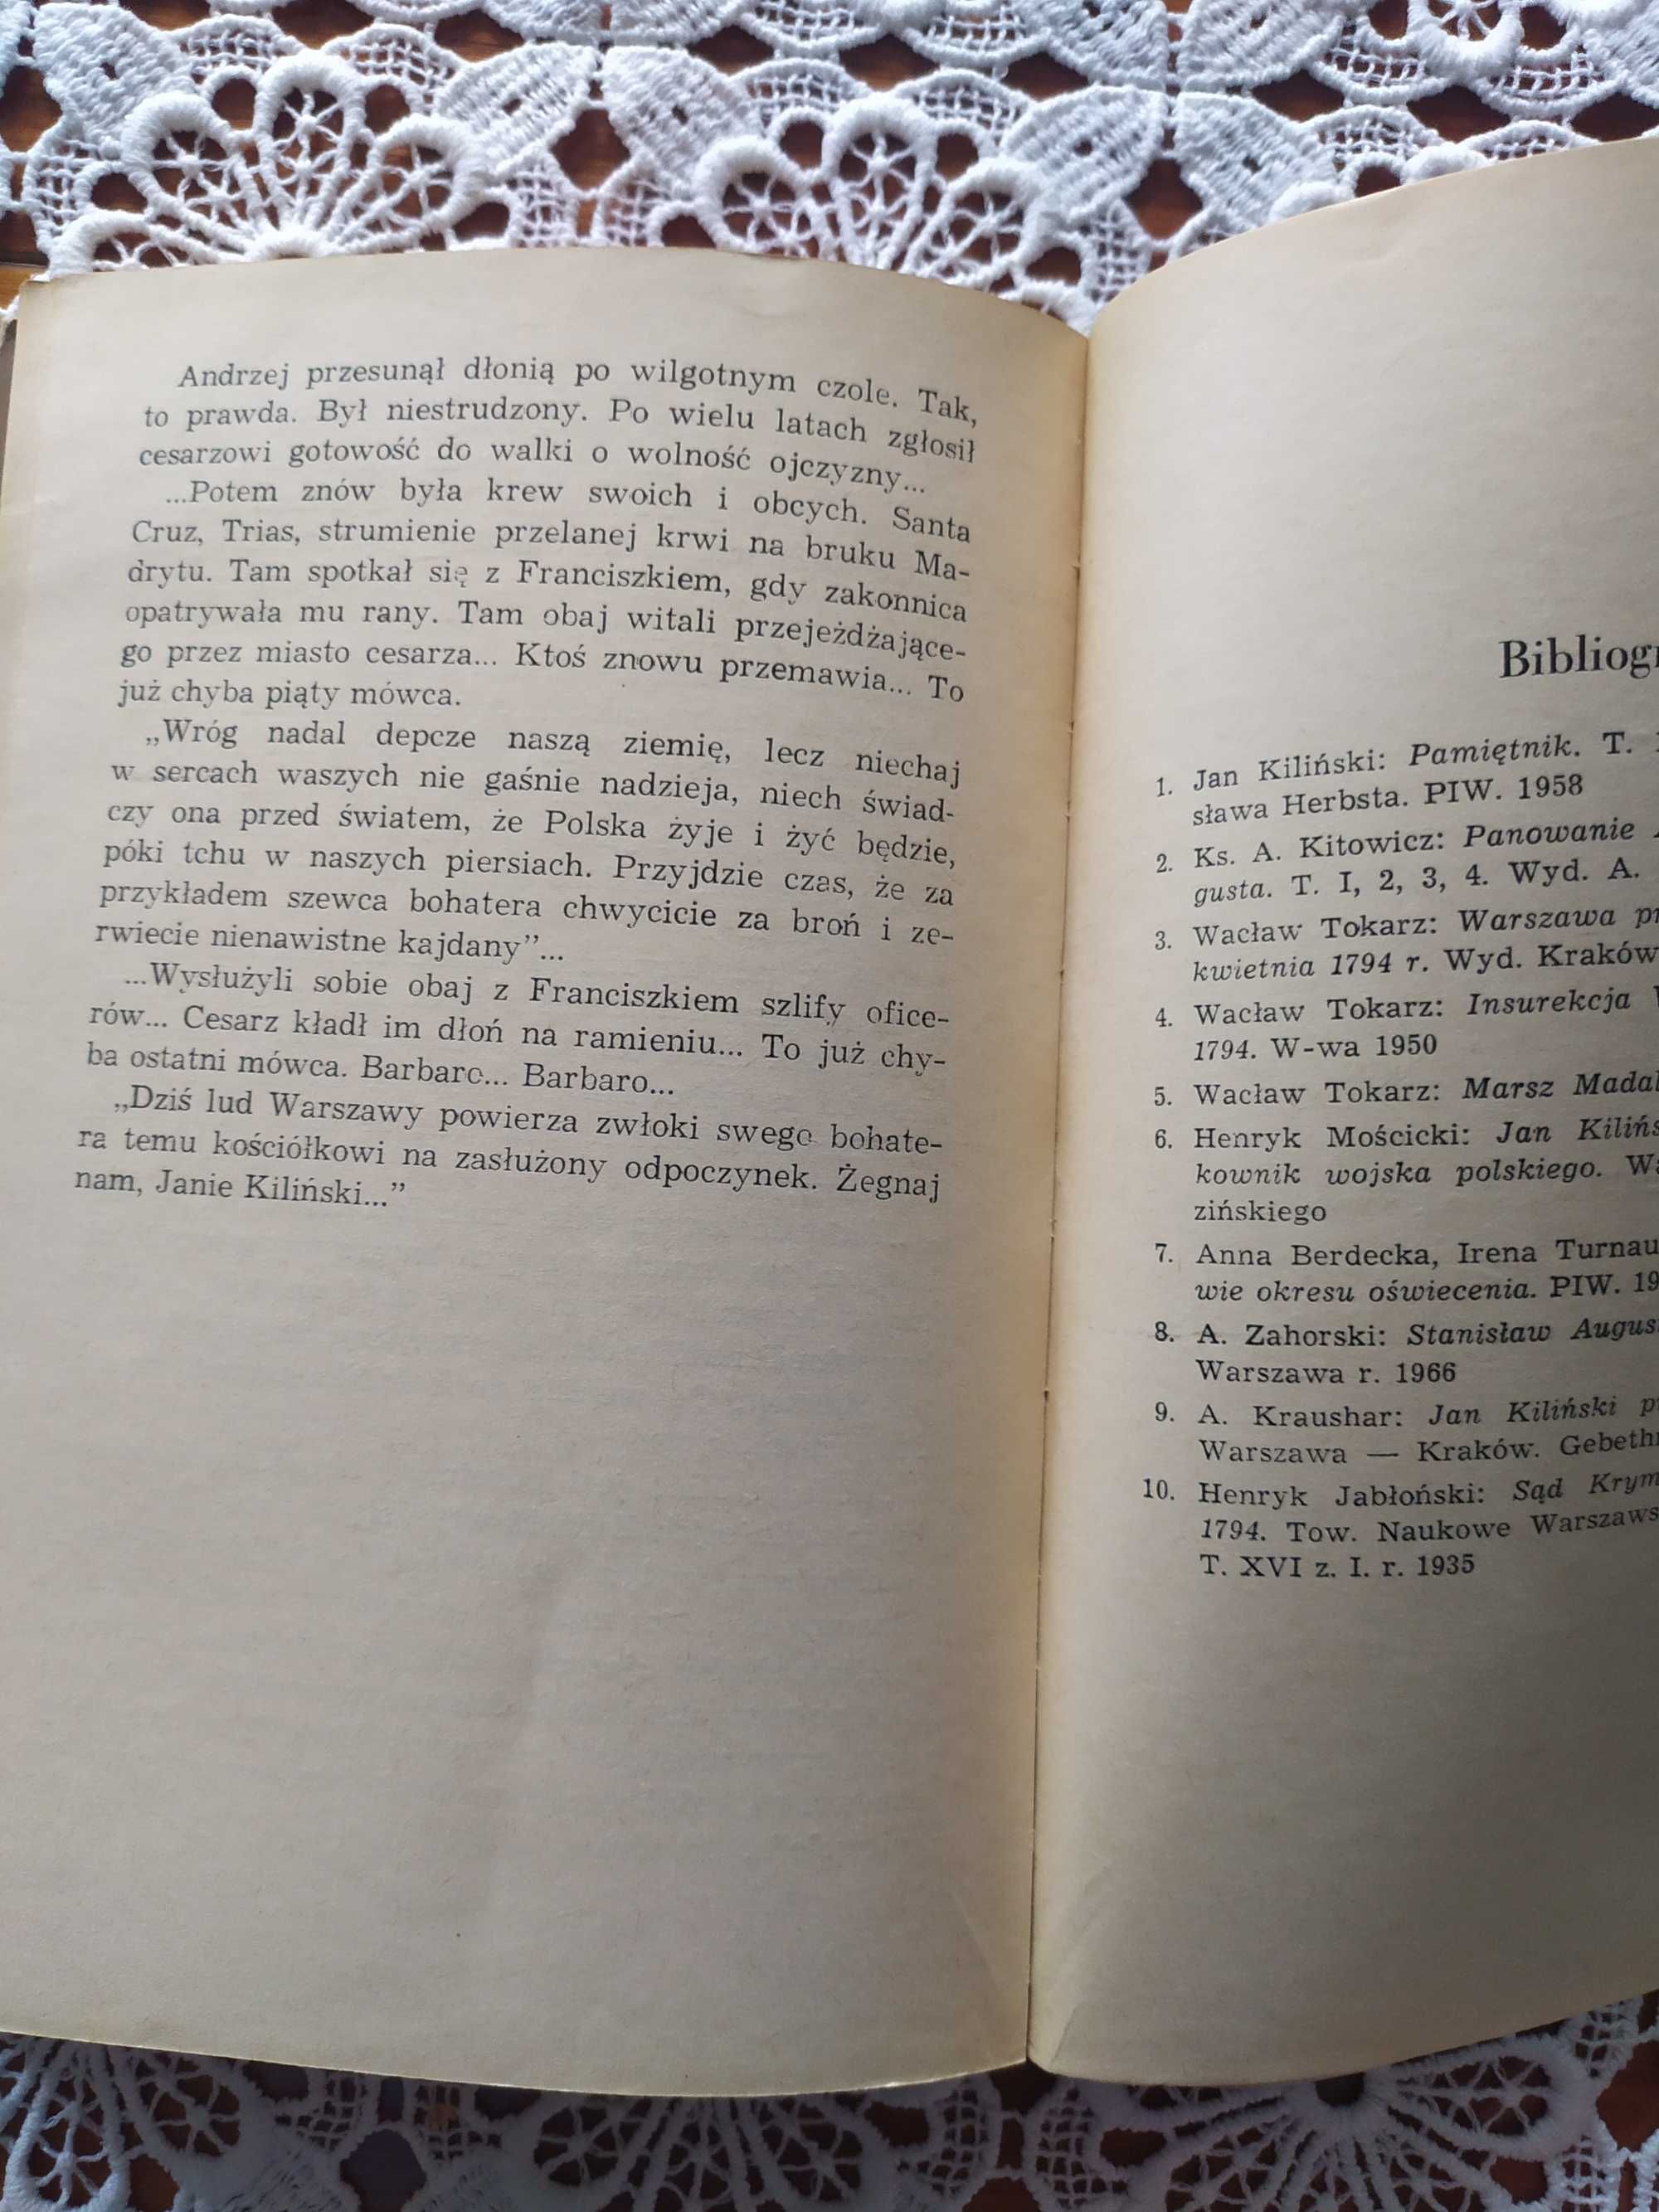 Andrzej przesunął dłonią po wilgotnym czole. Tak,
to prawda. Był niestrudzony. Po wielu latach zgłosił
cesarzowi gotowość do walki o wolność ojczyzny...
...Potem znów była krew swoich i obcych. Santa
Cruz, Trias, strumienie przelanej krwi na bruku Ma-
drytu. Tam spotkał się z Franciszkiem, gdy zakonnica
opatrywała mu rany. Tam obaj witali przejeżdżające-
go przez miasto cesarza... Ktoś znowu przemawia... To
już chyba piąty mówca.
„Wróg nadal depcze naszą ziemię, lecz niechaj
w sercach waszych nie gaśnie nadzieja, niech świad-
czy ona przed światem, że Polska żyje i żyć będzie,
póki tchu w naszych piersiach. Przyjdzie czas, że za
przykładem szewca bohatera chwycicie za broń i ze-
rwiecie nienawistne kajdany”...
...Wysłużyli sobie obaj z Franciszkiem szlify ofice-
rów... Cesarz kładł im dłoń na ramieniu... To już chy-
ba ostatni mówca. Barbaro... Barbaro...
„Dziś lud Warszawy powierza zwłoki swego bohate-
ra temu kościółkowi na zasłużony odpoczynek. Żegnaj
nam, Janie Kiliński...”
Bibliogr
1. Jan Kiliński: Pamiętnik. T.
sława Herbsta. PIW. 1958
2. Ks. A. Kitowicz: Panowanie
gusta. T. I, 2, 3, 4. Wyd. A.
3. Wacław Tokarz: Warszawa pr
kwietnia 1794 r. Wyd. Kraków
4. Wacław Tokarz: Insurekcja
1794. W-wa 1950
5. Wacław Tokarz: Marsz Madal
6. Henryk Mościcki: Jan Kilińs
kownik wojska polskiego. Wa
zińskiego
7. Anna Berdecka, Irena Turnau
wie okresu oświecenia. PIW. 19
8. A. Zahorski: Stanisław Augus
Warszawa r. 1966
9. A. Kraushar: Jan Kiliński
Warszawa — Kraków. Gebethn
10. Henryk Jabłoński: Sąd Krym
1794. Tow. Naukowe Warszaws
T. XVI z. I. r. 1935